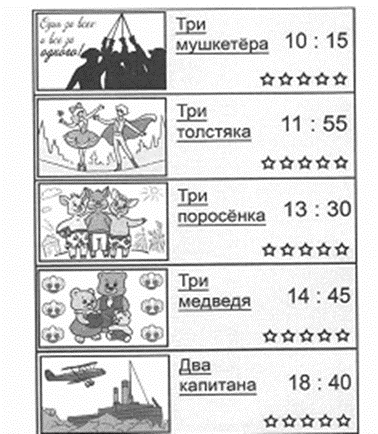 Один за всех
и все за
одного!
Три
мушкетёра 10 : 15
Три
толстяка 11 : 55
Три
поросёнка 13 : 30
Три
медведя 14 : 45
Два
капитана 18 : 40